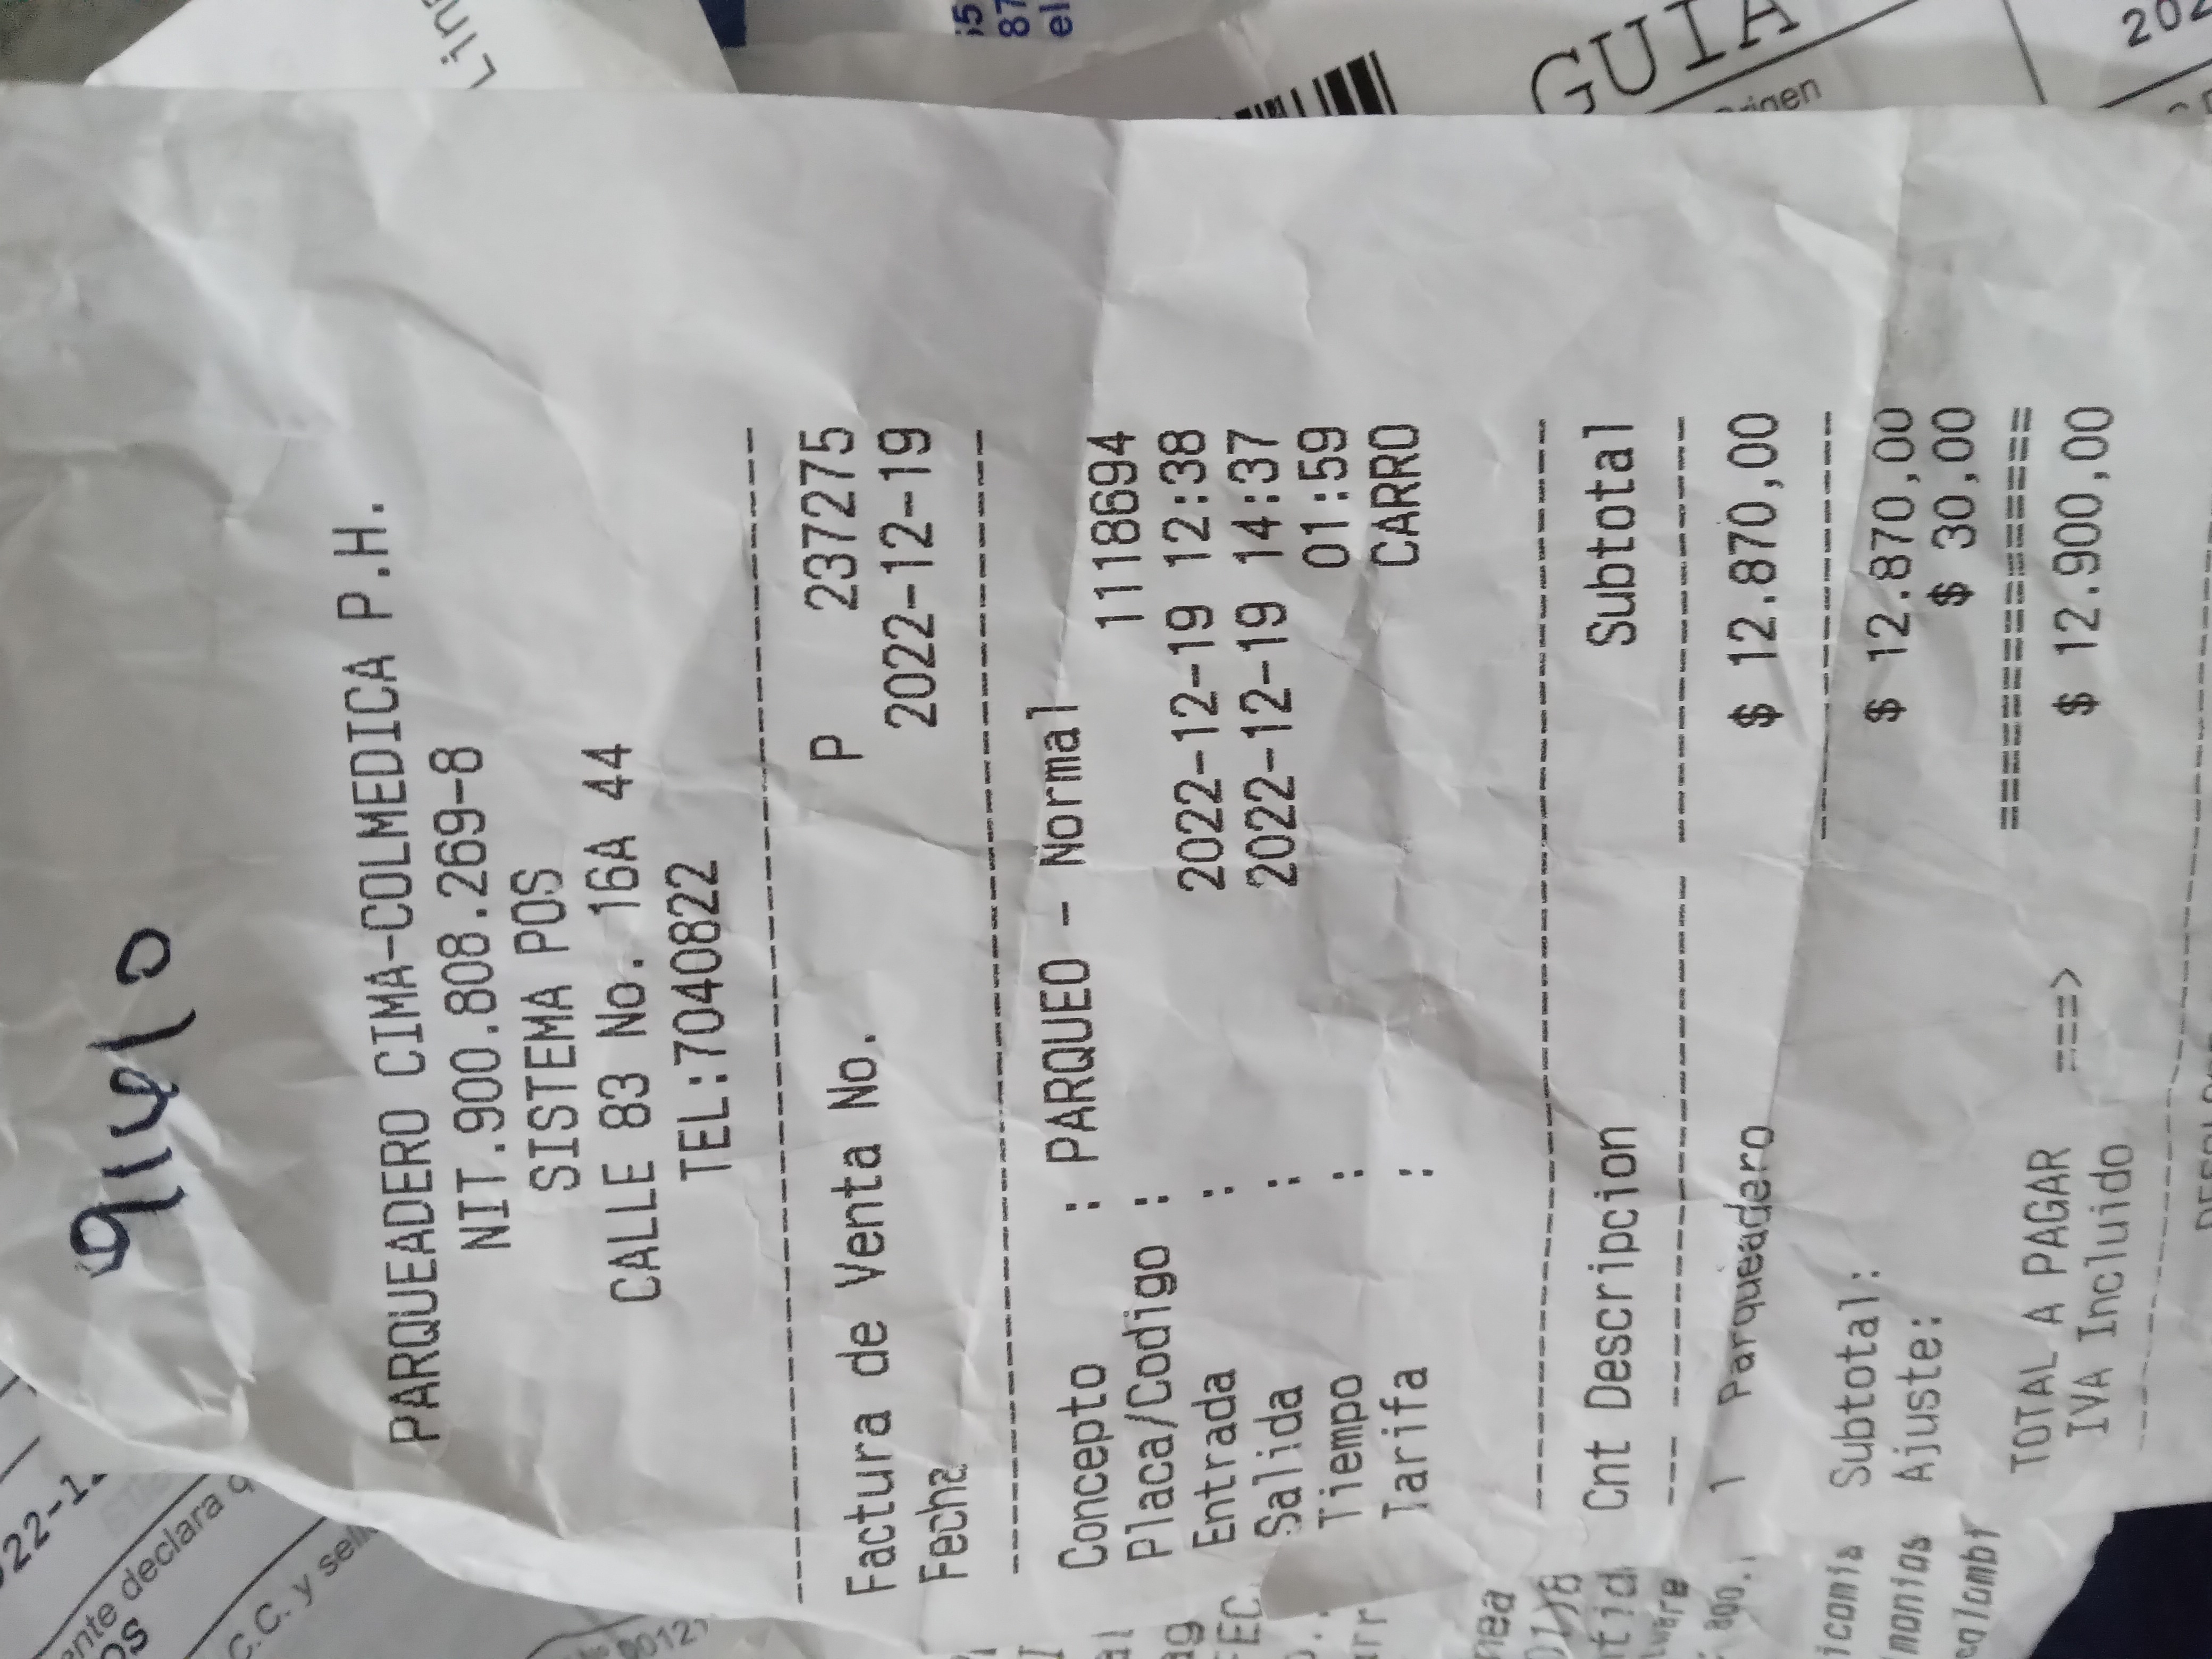 PARQUEADERO CIMA-COLMEDICA P.H.
NIT.900.808.269-8
SISTEMA POS
CALLE 83 No. 16A 44
TEL:7040822
Factura de Venta No. P 237275
Fecha 2022-12-19
Concepto : PARQUEO - Normal
Placa/Codigo : 1118694
Entrada : 2022-12-19 12:38
Salida : 2022-12-19 14:37
Tiempo : 01:59
Tarifa : CARRO
Cnt Descripcion Subtotal
1 Parqueadero $ 12.870,00
Subtotal: $ 12.870,00
Ajuste: $ 30,00
TOTAL A PAGAR ===> $ 12.900,00
IVA Incluido
GUIA
C.C. y
declara